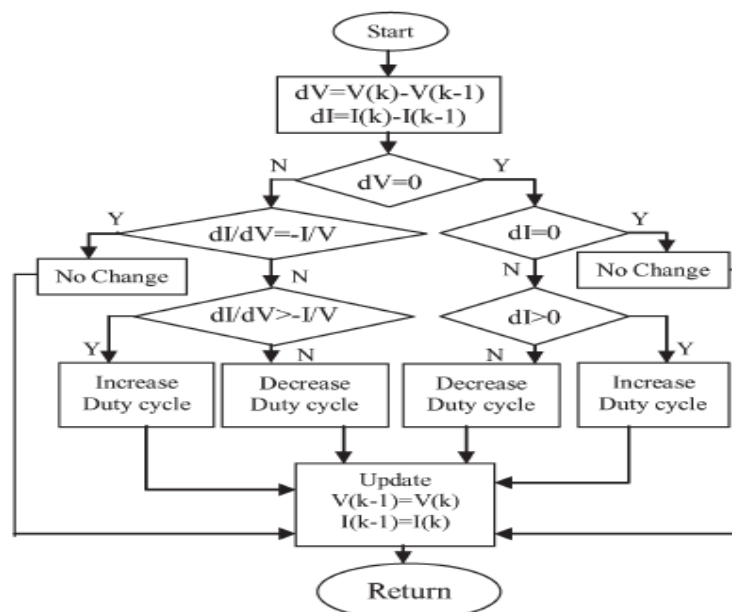 Start
dV=V(k)-V(k-1)
dI=I(k)-I(k-1)
N
Y
dV=0
Y
dI/dV=-I/V
dI=0
Y
No Change
N
N
No Change
dI/dV>-I/V
dI>0
Y
N
N
Y
Increase
Duty cycle
Decrease
Duty cycle
Decrease
Duty cycle
Increase
Duty cycle
Update
V(k-1)=V(k)
I(k-1)=I(k)
Return